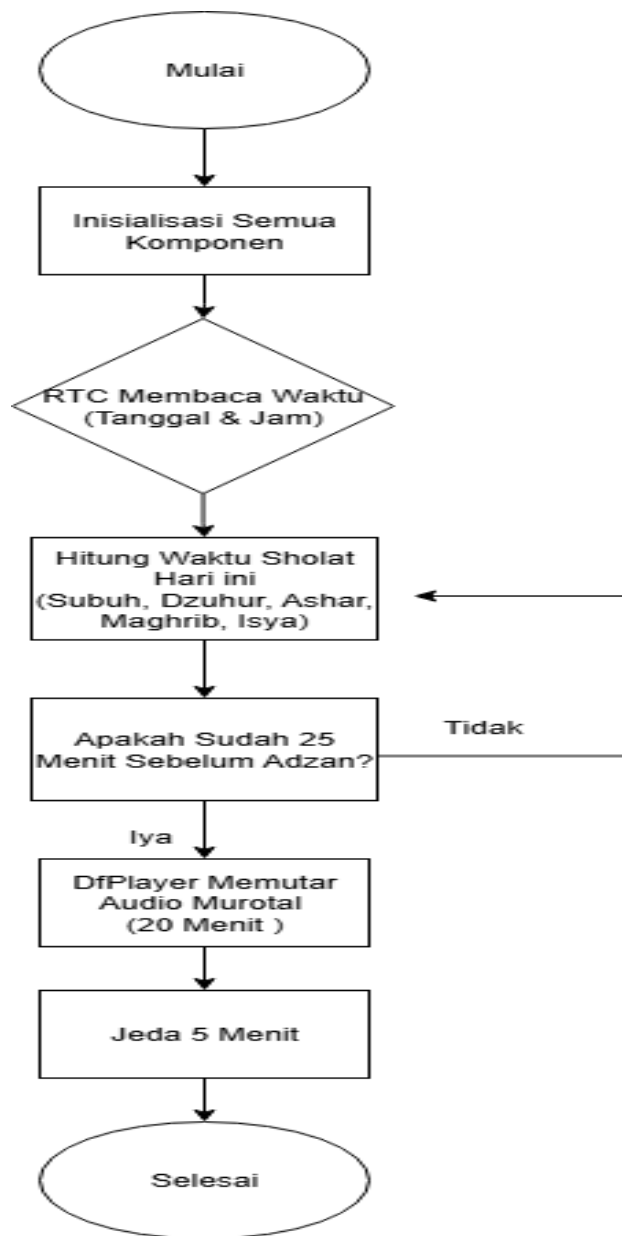 Mulai
Inisialisasi Semua
Komponen
RTC Membaca Waktu
(Tanggal & Jam)
Hitung Waktu Sholat
Hari ini
(Subuh, Dzuhur, Ashar,
Maghrib, Isya)
Apakah Sudah 25
Menit Sebelum Adzan?
Tidak
Iya
DfPlayer Memutar
Audio Murotal
(20 Menit )
Jeda 5 Menit
Selesai